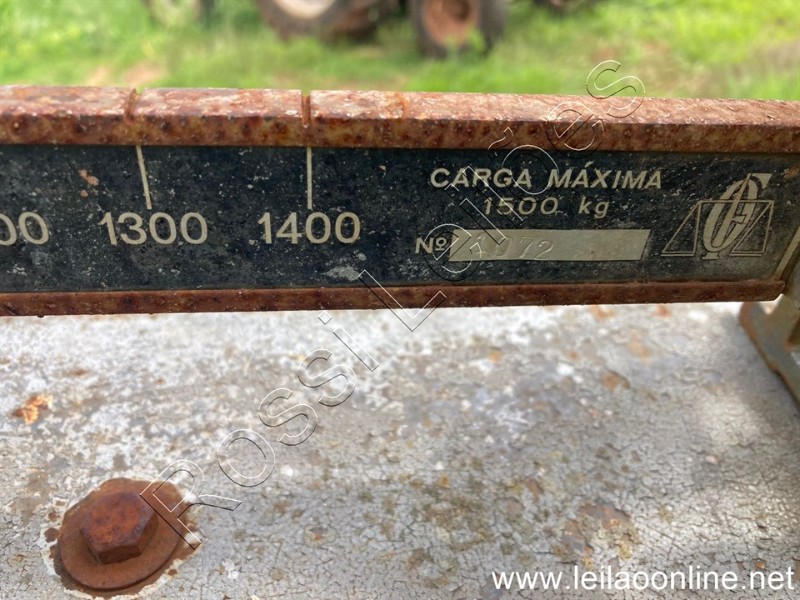 00 1300 1400
CARGA MÁXIMA
1500 kg
Nº
Rossi Leilões
www.leilaoonline.net